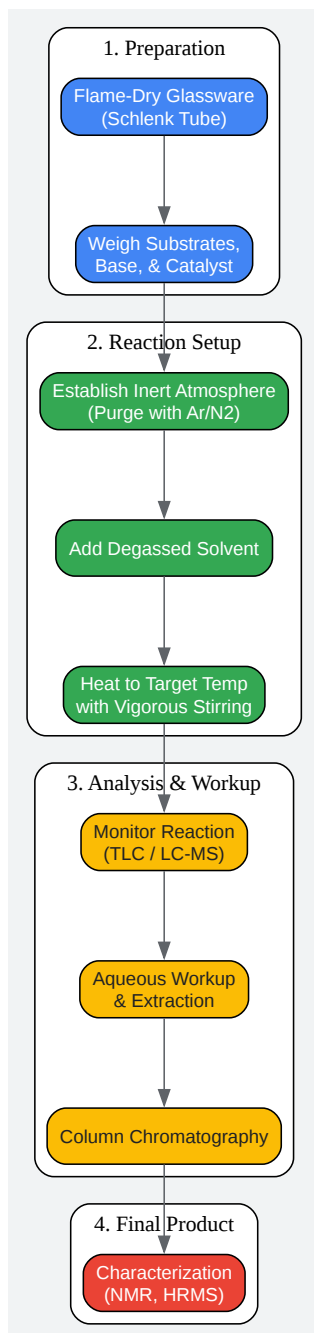 1. Preparation
Flame-Dry Glassware
(Schlenk Tube)
Weigh Substrates,
Base, & Catalyst
2. Reaction Setup
Establish Inert Atmosphere
(Purge with Ar/N2)
Add Degassed Solvent
Heat to Target Temp
with Vigorous Stirring
3. Analysis & Workup
Monitor Reaction
(TLC / LC-MS)
Aqueous Workup
& Extraction
Column Chromatography
4. Final Product
Characterization
(NMR, HRMS)